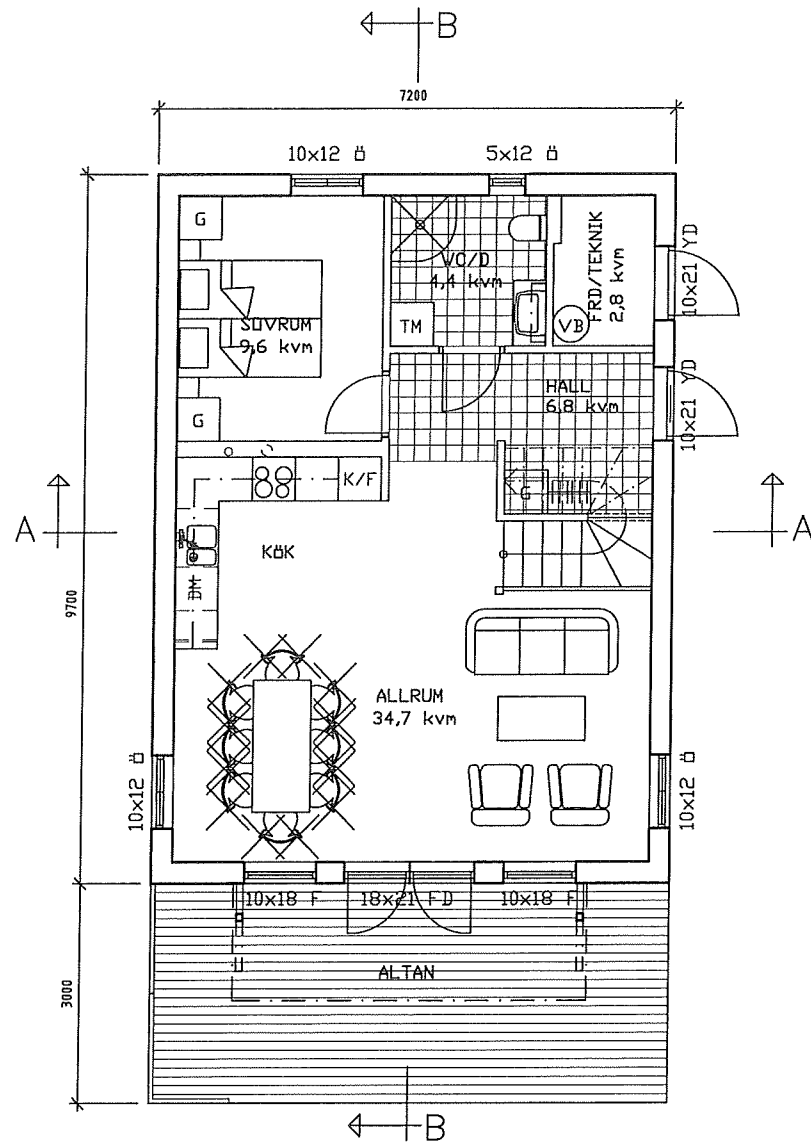 B
7200
10x12 Ö
5x12 Ö
G
WC/D
4,4 kvm
FRD/TEKNIK
2,8 kvm
10x21 YD
SOVRUM
9,6 kvm
TM
VB
HALL
6,8 kvm
10x21 YD
G
K/F
G
A
A
KÖK
DM
9700
ALLRUM
34,7 kvm
10x12 Ö
10x12 Ö
10x18 F
18x21 FD
10x18 F
ALTAN
3000
B